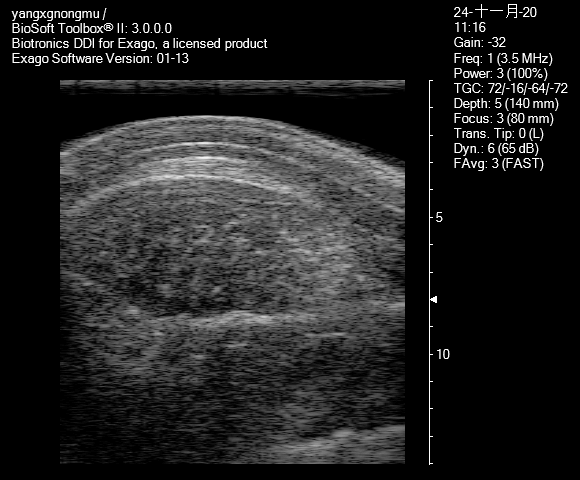 yangxgnongmu /
BioSoft Toolbox® II: 3.0.0.0
Biotronics DDI for Exago, a licensed product
Exago Software Version: 01-13
24-十一月-20
11:16
Gain: -32
Freq: 1 (3.5 MHz)
Power: 3 (100%)
TGC: 72/-16/-64/-72
Depth: 5 (140 mm)
Focus: 3 (80 mm)
Trans. Tip: 0 (L)
Dyn.: 6 (65 dB)
FAvg: 3 (FAST)
5
10